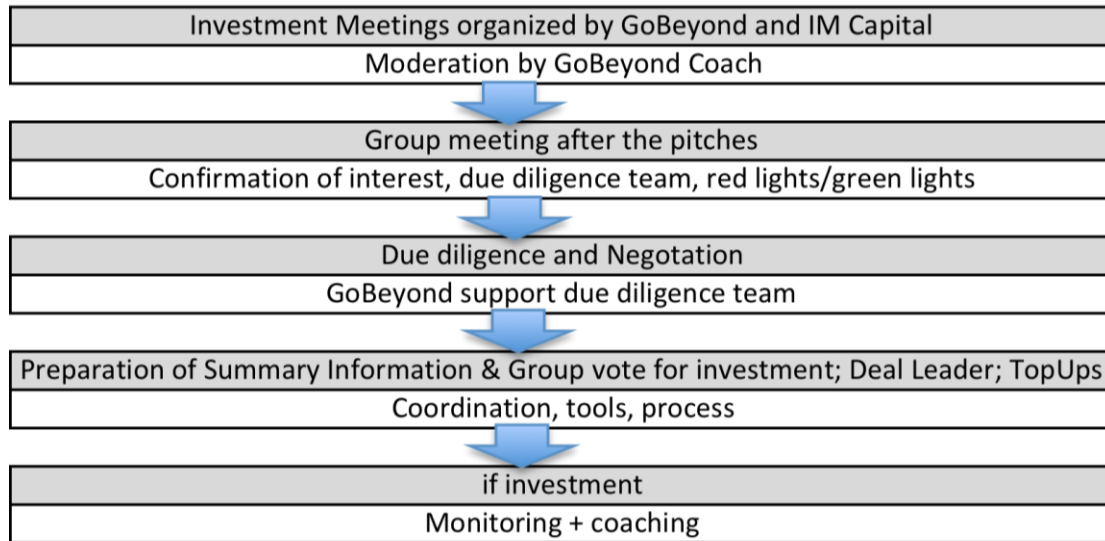 Investment Meetings organized by GoBeyond and IM Capital
Moderation by GoBeyond Coach
Group meeting after the pitches
Confirmation of interest, due diligence team, red lights/green lights
Due diligence and Negotation
GoBeyond support due diligence team
Preparation of Summary Information & Group vote for investment; Deal Leader; TopUps
Coordination, tools, process
if investment
Monitoring + coaching